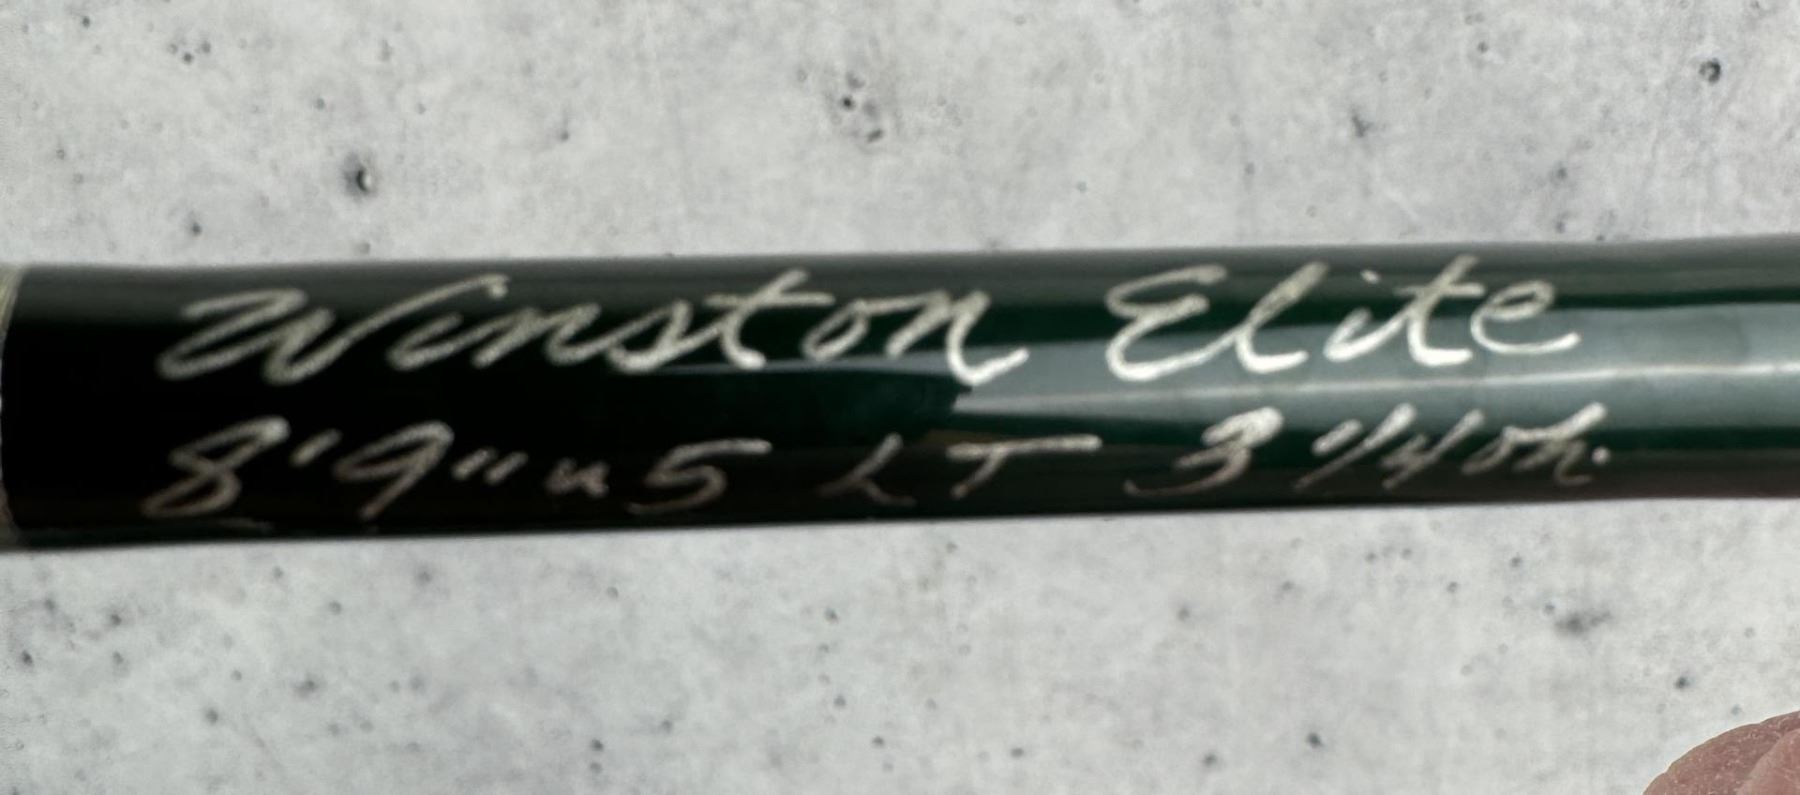 Winston Elite
8'9" #5 LT 3 1/4 oz.